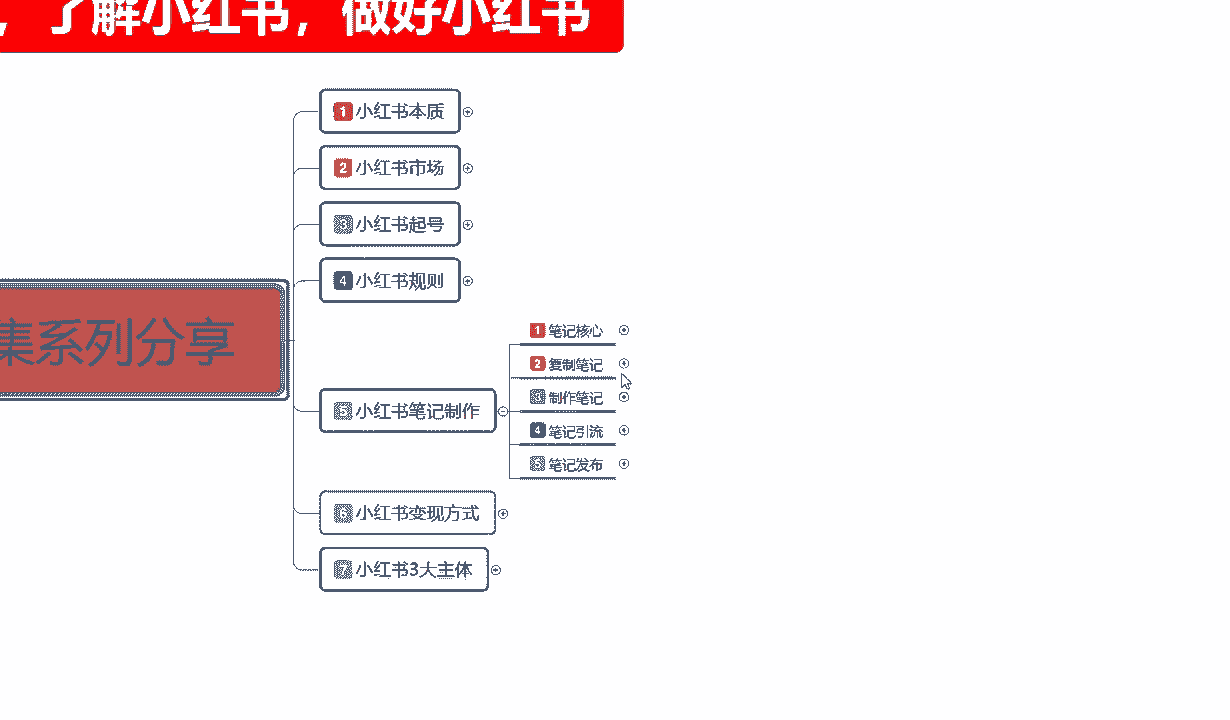 ，了解小红书，做好小红书
1 小红书本质
2 小红书市场
3 小红书起号
4 小红书规则
集系列分享
5 小红书笔记制作
1 笔记核心
2 复制笔记
3 制作笔记
4 笔记引流
5 笔记发布
6 小红书变现方式
7 小红书3大主体